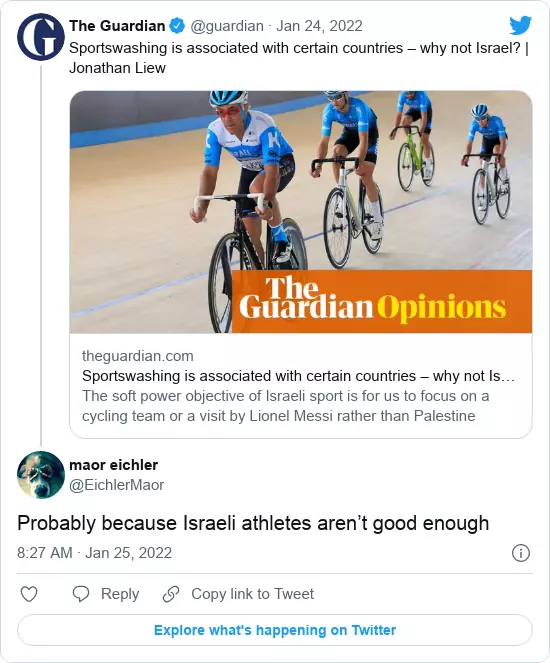 The Guardian @guardian · Jan 24, 2022
Sportswashing is associated with certain countries – why not Israel? |
Jonathan Liew
The
Guardian Opinions
theguardian.com
Sportswashing is associated with certain countries – why not Is…
The soft power objective of Israeli sport is for us to focus on a
cycling team or a visit by Lionel Messi rather than Palestine
maor eichler
@EichlerMaor
Probably because Israeli athletes aren’t good enough
8:27 AM · Jan 25, 2022
Reply Copy link to Tweet
Explore what's happening on Twitter